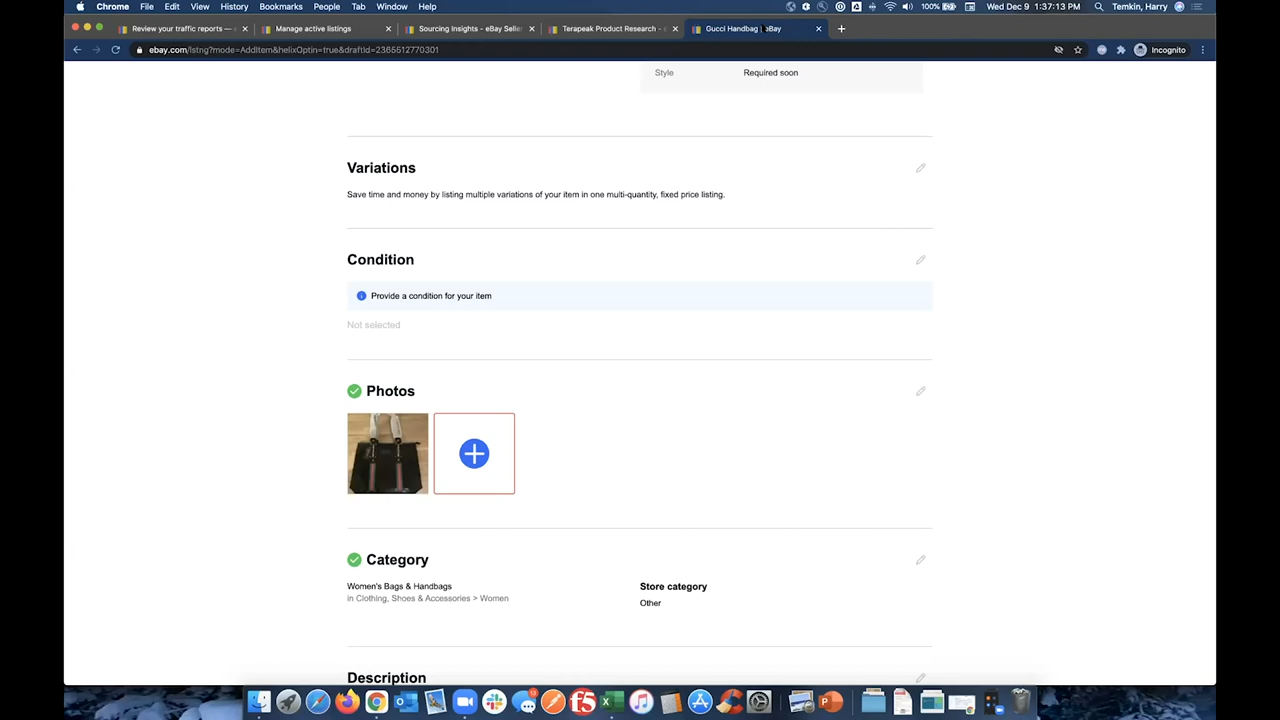 Chrome File Edit View History Bookmarks People Tab Window Help 100% Wed Dec 9 1:37:13 PM Temkin, Harry
Review your traffic reports — Manage active listings Sourcing Insights - eBay Selle Terapeak Product Research - Gucci Handbag | eBay
ebay.com/lstng?mode=AddItem&helixOptin=true&draftId=2365512770301 Incognito
Style Required soon
Variations
Save time and money by listing multiple variations of your item in one multi-quantity, fixed price listing.
Condition
Provide a condition for your item
Not selected
Photos
Category
Women's Bags & Handbags
in Clothing, Shoes & Accessories > Women
Store category
Other
Description